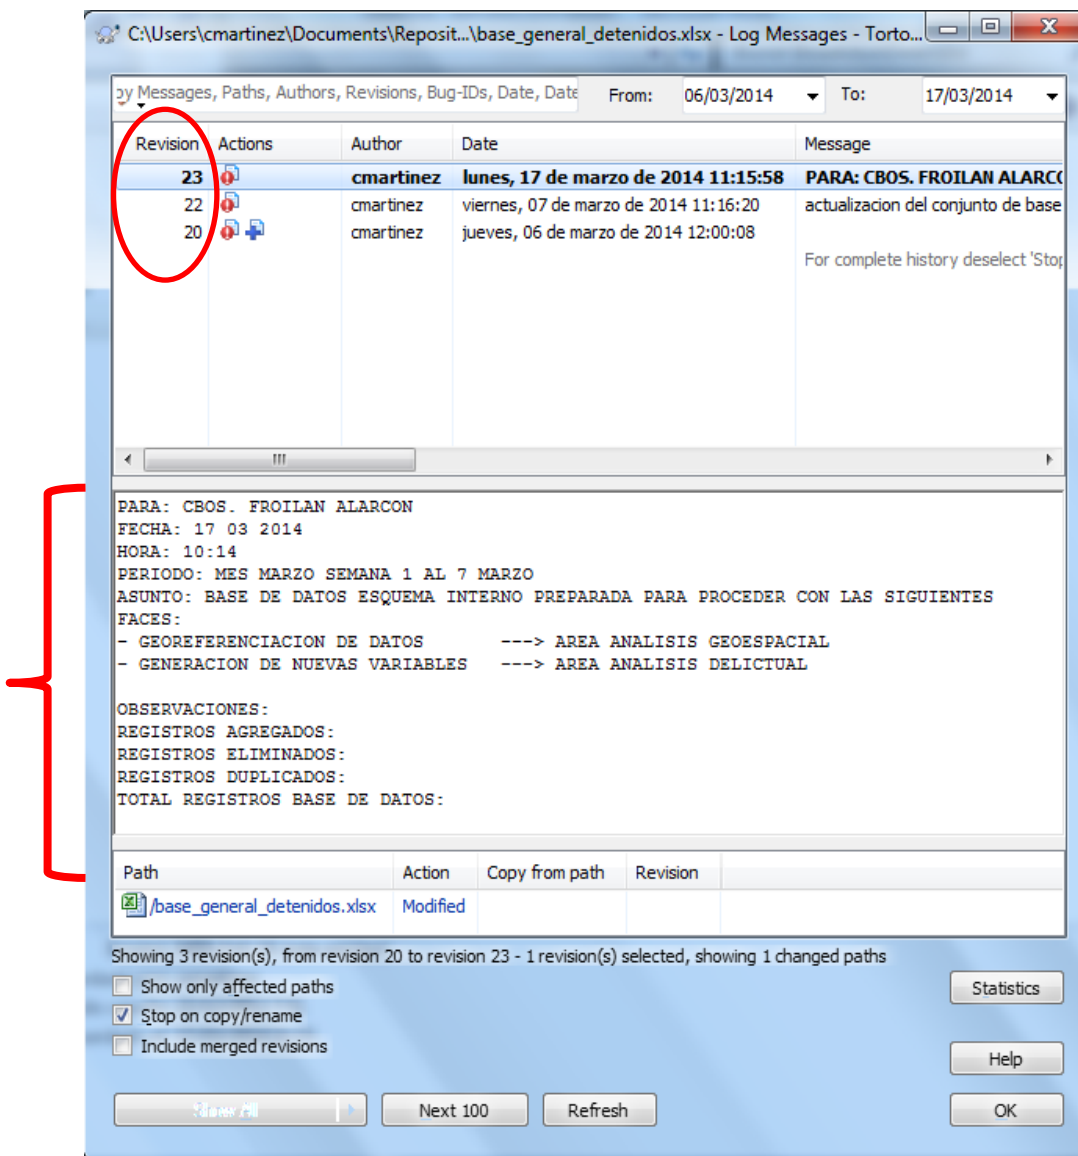 C:\Users\cmartinez\Documents\Reposit...\base_general_detenidos.xlsx - Log Messages - Torto...
by Messages, Paths, Authors, Revisions, Bug-IDs, Date, Date From: 06/03/2014 To: 17/03/2014
Revision Actions Author Date Message
23 cmartinez lunes, 17 de marzo de 2014 11:15:58 PARA: CBOS. FROILAN ALARCO
22 cmartinez viernes, 07 de marzo de 2014 11:16:20 actualizacion del conjunto de base
20 cmartinez jueves, 06 de marzo de 2014 12:00:08
For complete history deselect 'Stop
PARA: CBOS. FROILAN ALARCON
FECHA: 17 03 2014
HORA: 10:14
PERIODO: MES MARZO SEMANA 1 AL 7 MARZO
ASUNTO: BASE DE DATOS ESQUEMA INTERNO PREPARADA PARA PROCEDER CON LAS SIGUIENTES
FACES:
- GEOREFERENCIACION DE DATOS ---> AREA ANALISIS GEOESPACIAL
- GENERACION DE NUEVAS VARIABLES ---> AREA ANALISIS DELICTUAL
OBSERVACIONES:
REGISTROS AGREGADOS:
REGISTROS ELIMINADOS:
REGISTROS DUPLICADOS:
TOTAL REGISTROS BASE DE DATOS:
Path Action Copy from path Revision
/base_general_detenidos.xlsx Modified
Showing 3 revision(s), from revision 20 to revision 23 - 1 revision(s) selected, showing 1 changed paths
Show only affected paths
Statistics
Stop on copy/rename
Include merged revisions
Help
Show All Next 100 Refresh OK